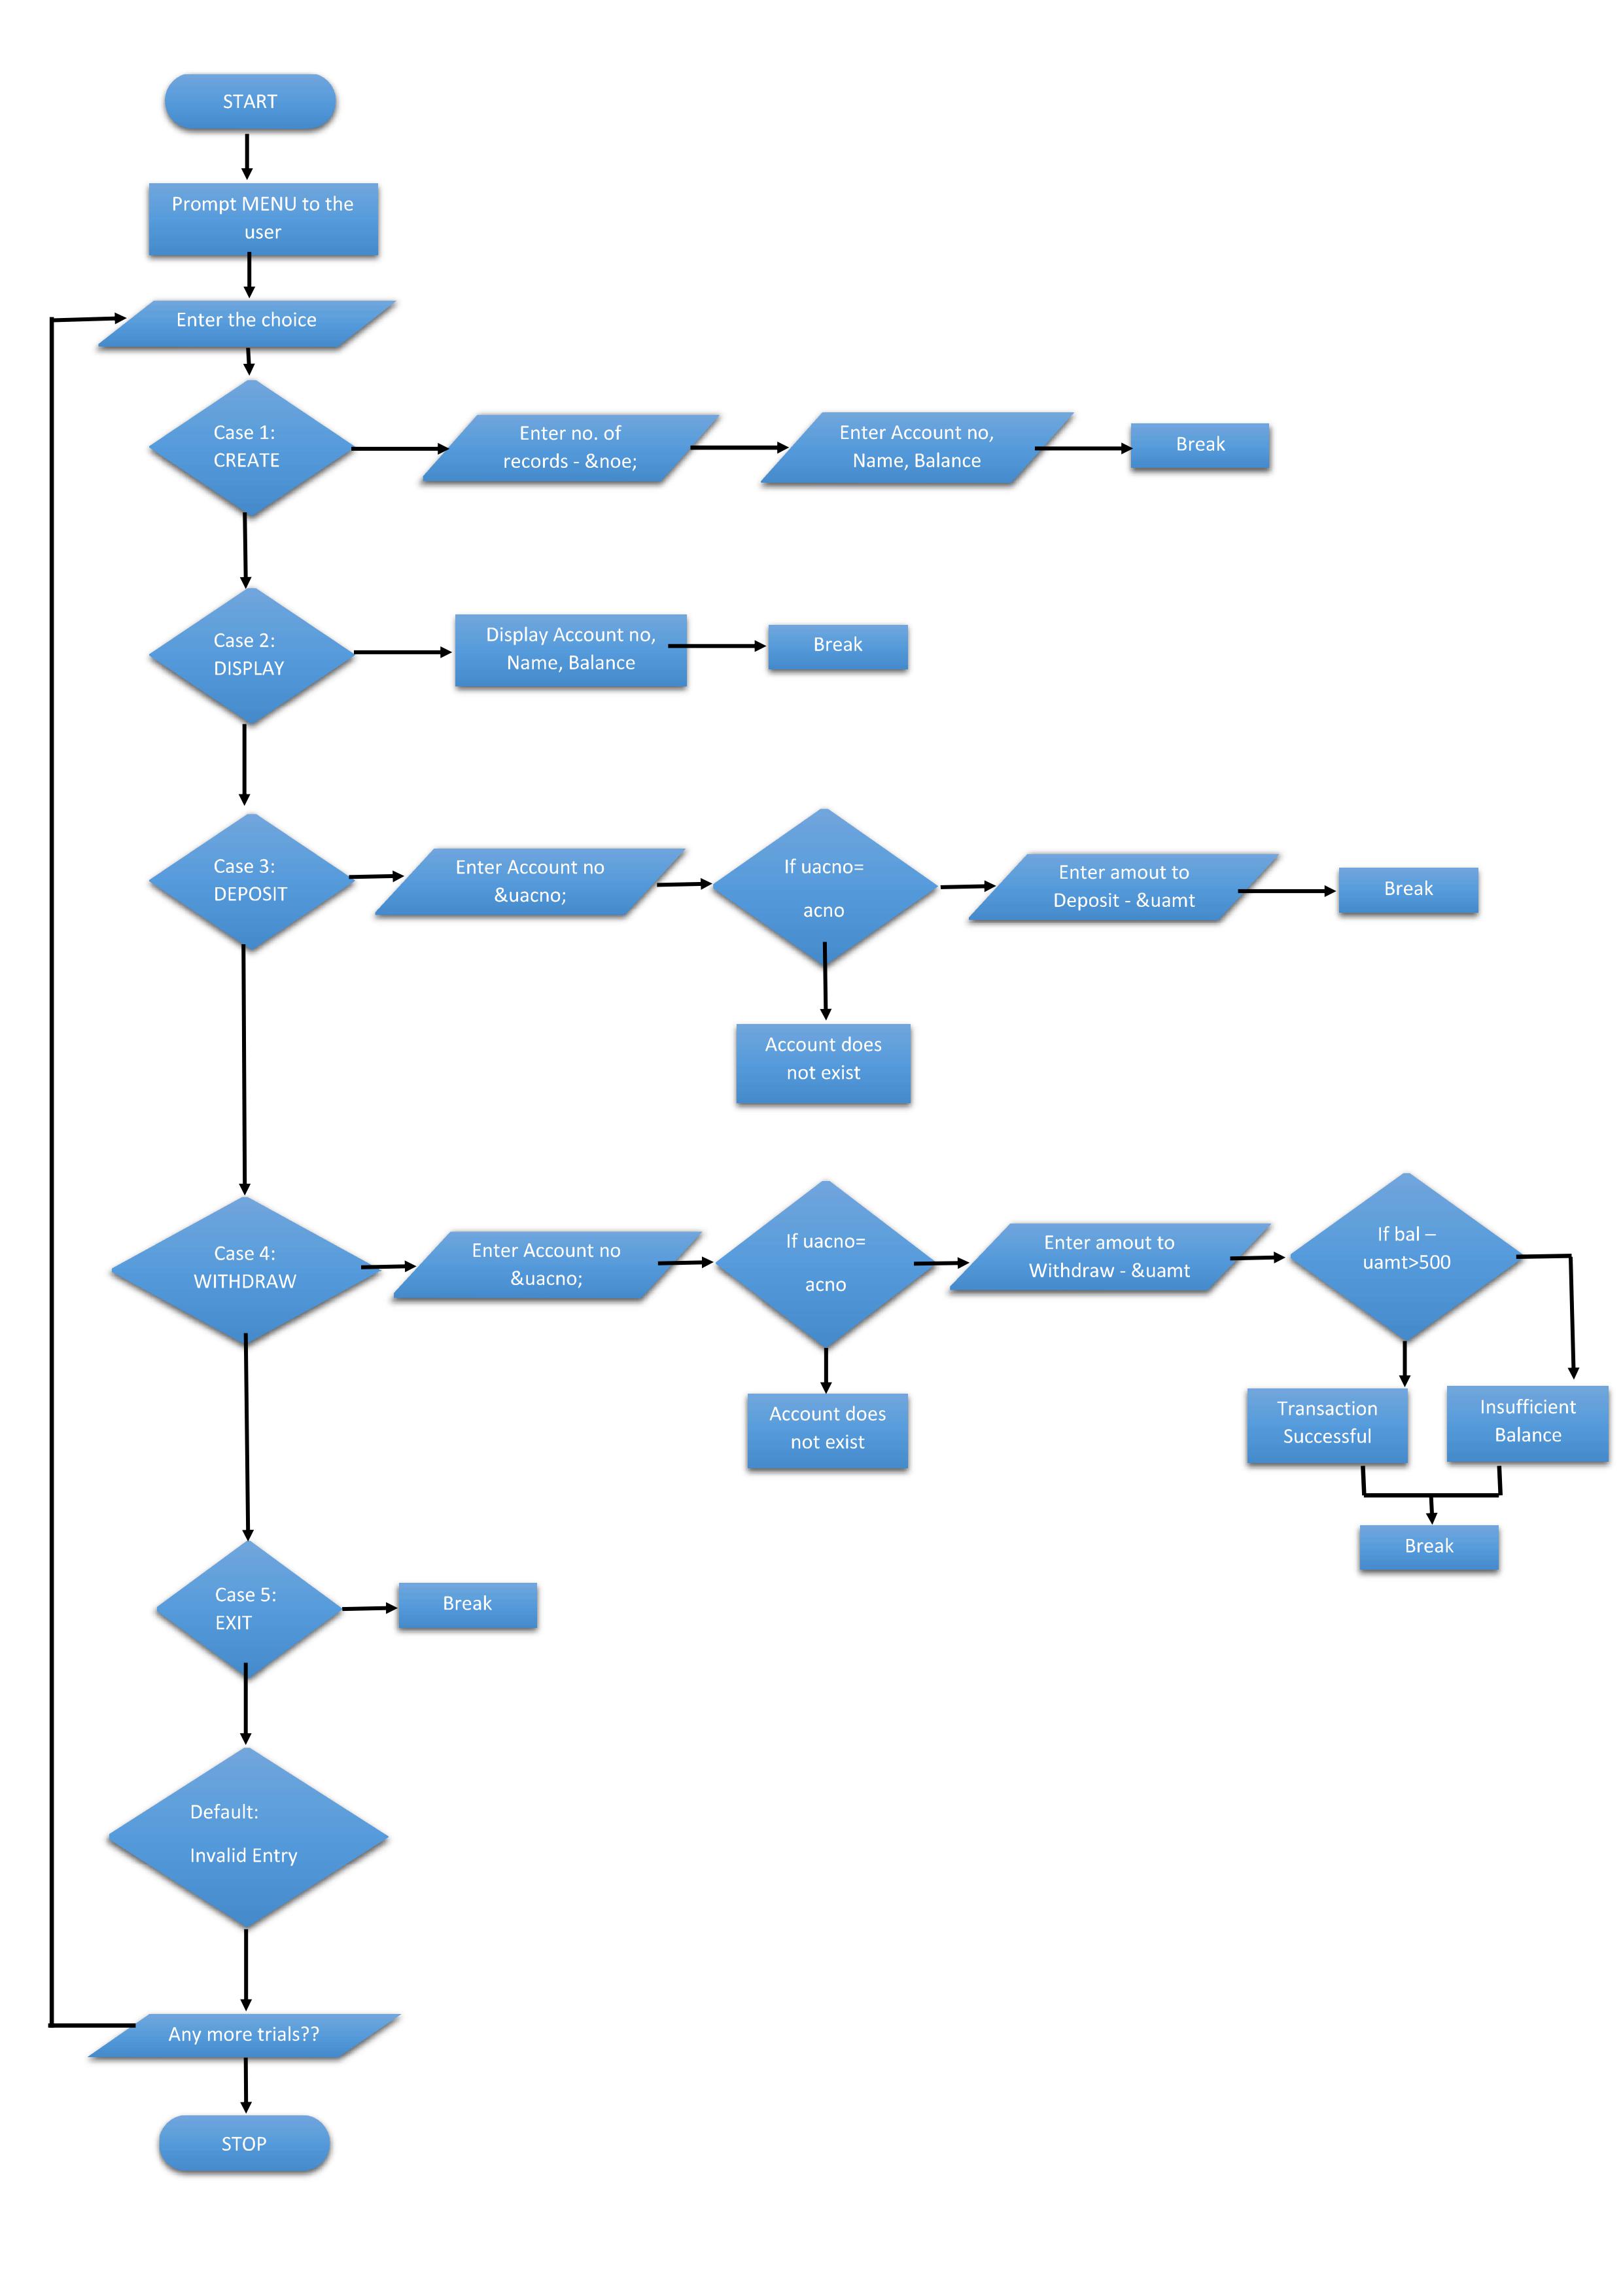 START
Prompt MENU to the
user
Enter the choice
Case 1:
CREATE
Enter no. of
records - &noe;
Enter Account no,
Name, Balance
Break
Case 2:
DISPLAY
Display Account no,
Name, Balance
Break
Case 3:
DEPOSIT
Enter Account no
&uacno;
If uacno=
acno
Enter amout to
Deposit - &uamt
Break
Account does
not exist
Case 4:
WITHDRAW
Enter Account no
&uacno;
If uacno=
acno
Enter amout to
Withdraw - &uamt
If bal –
uamt>500
Account does
not exist
Transaction
Successful
Insufficient
Balance
Break
Case 5:
EXIT
Break
Default:
Invalid Entry
Any more trials??
STOP